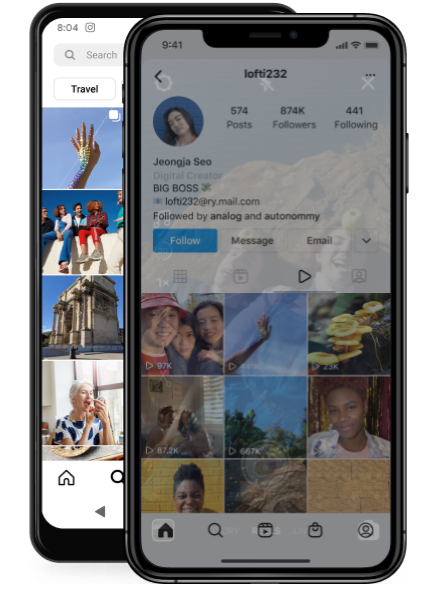 8:04
Search
Travel
9:41
lofti232
574
874K
441
Posts
Followers
Following
Jeongja Seo
Digital Creator
BIG BOSS
lofti232@ry.mail.com
Followed by analog and autonommy
Follow
Message
Email
1×
97K
23K
87.2K
667K